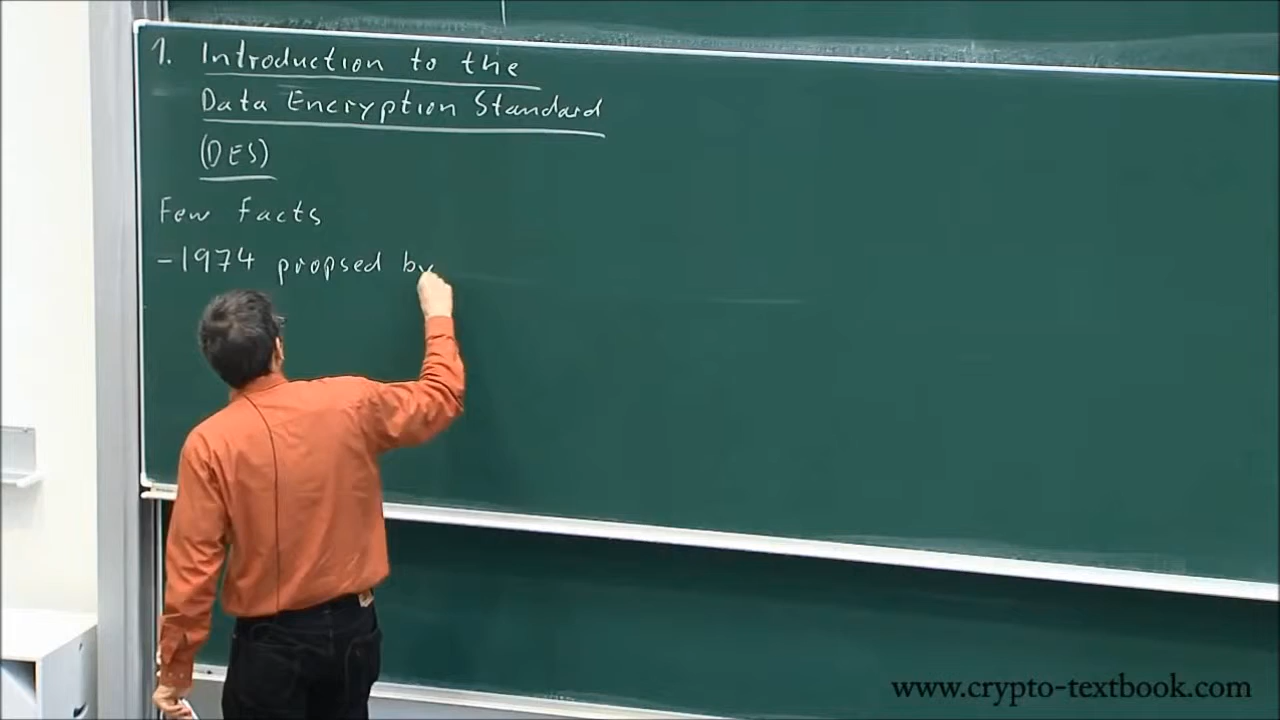 1. Introduction to the
Data Encryption Standard
(DES)
Few facts
- 1974 propsed by
www.crypto-textbook.com